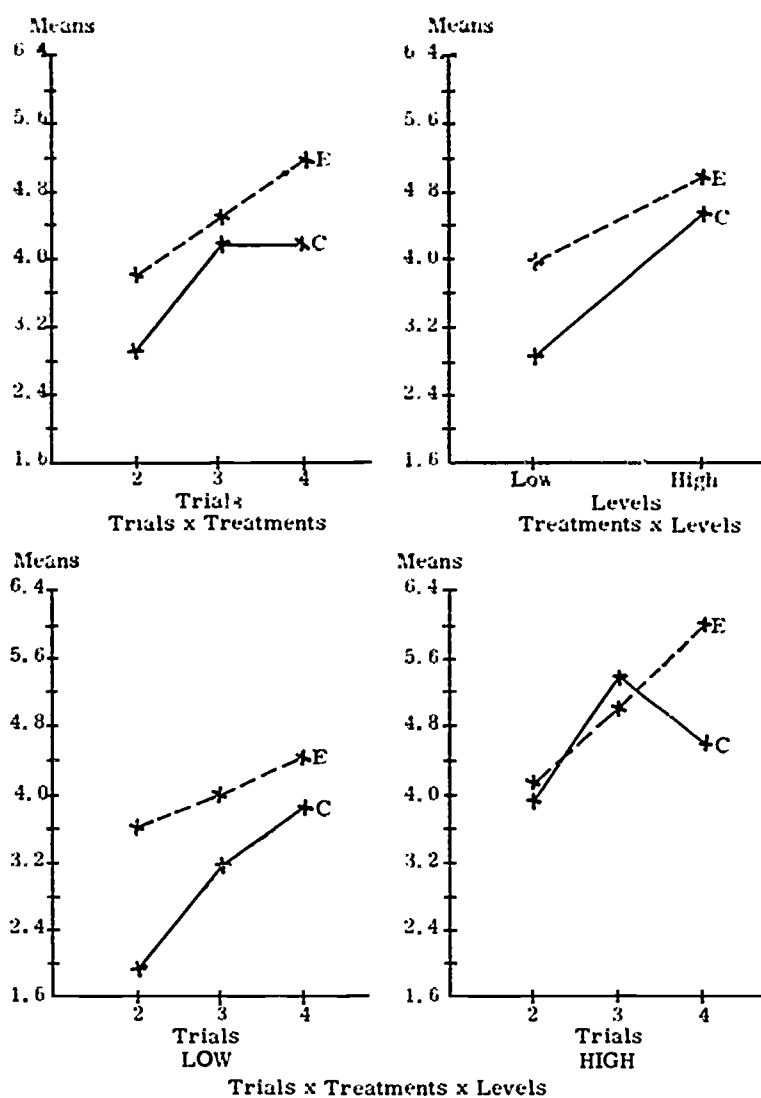 Means
6.4
5.6
4.8
4.0
3.2
2.4
1.6
E
C
2 3 4
Trials
Trials x Treatments
Means
6.4
5.6
4.8
4.0
3.2
2.4
1.6
E
C
Low High
Levels
Treatments x Levels
Means
6.4
5.6
4.8
4.0
3.2
2.4
1.6
E
C
2 3 4
Trials
LOW
Means
6.4
5.6
4.8
4.0
3.2
2.4
1.6
E
C
2 3 4
Trials
HIGH
Trials x Treatments x Levels